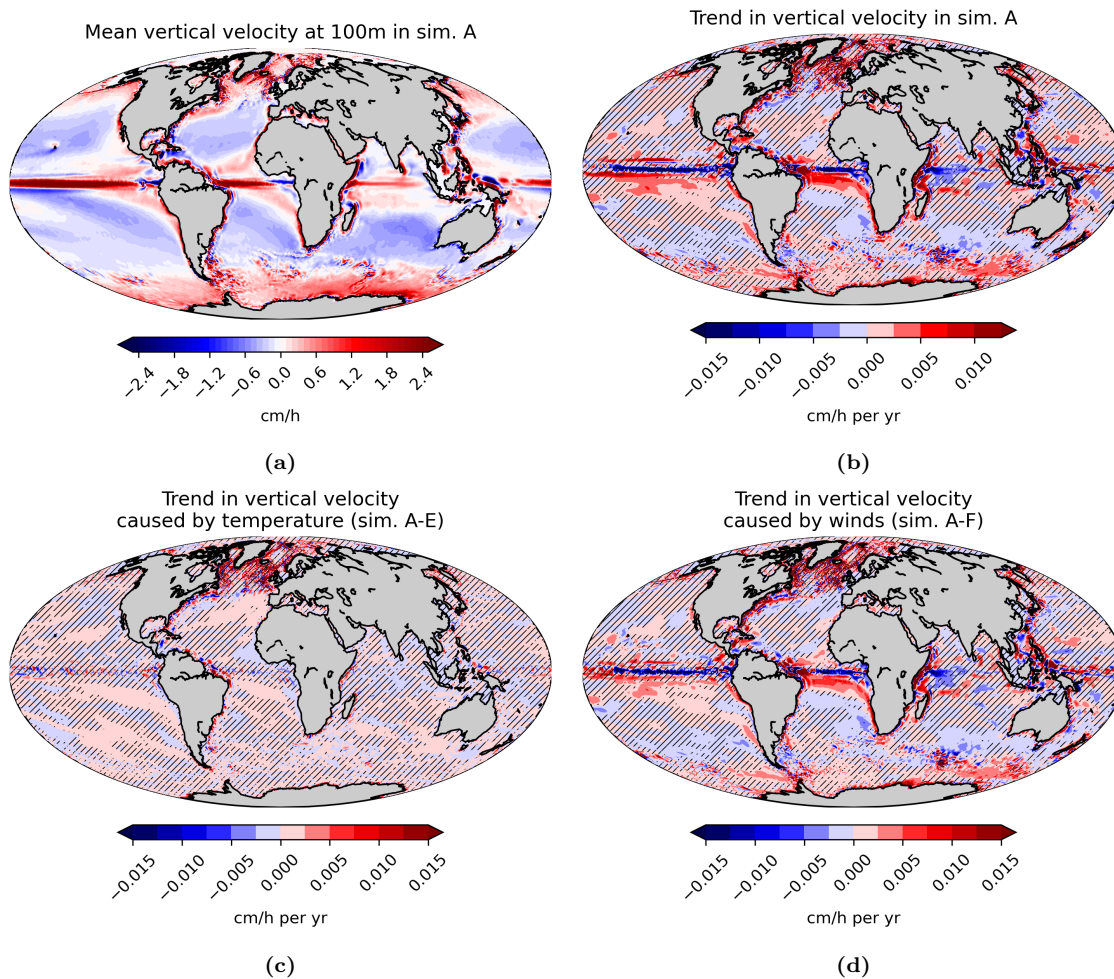 Mean vertical velocity at 100m in sim. A
−2.4 −1.8 −1.2 −0.6 0.0 0.6 1.2 1.8 2.4
cm/h
(a)
Trend in vertical velocity in sim. A
−0.015 −0.010 −0.005 0.000 0.005 0.010
cm/h per yr
(b)
Trend in vertical velocity
caused by temperature (sim. A-E)
−0.015 −0.010 −0.005 0.000 0.005 0.010 0.015
cm/h per yr
(c)
Trend in vertical velocity
caused by winds (sim. A-F)
−0.015 −0.010 −0.005 0.000 0.005 0.010 0.015
cm/h per yr
(d)